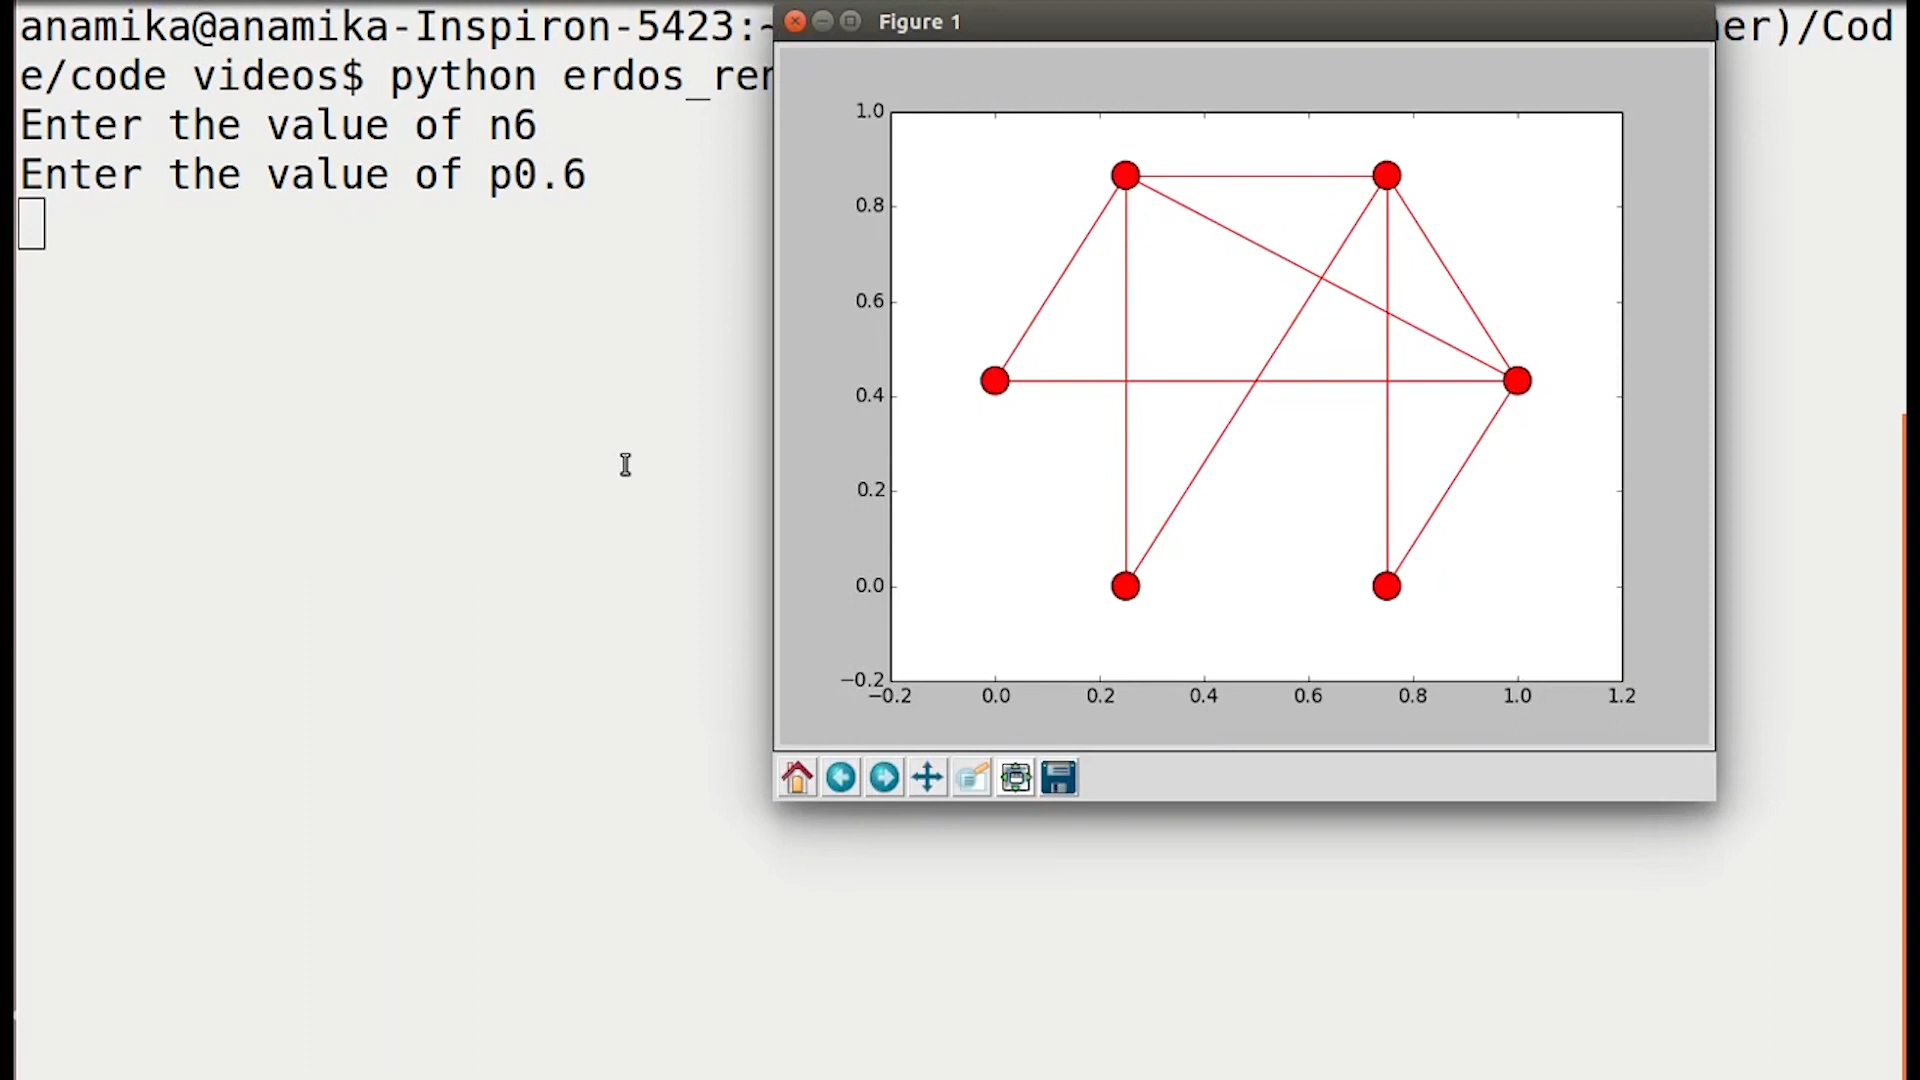 anamika@anamika-Inspiron-5423:~
er)/Cod
e/code videos$ python erdos_ren
Enter the value of n6
Enter the value of p0.6
Figure 1
1.0
0.8
0.6
0.4
0.2
0.0
−0.2
−0.2 0.0 0.2 0.4 0.6 0.8 1.0 1.2